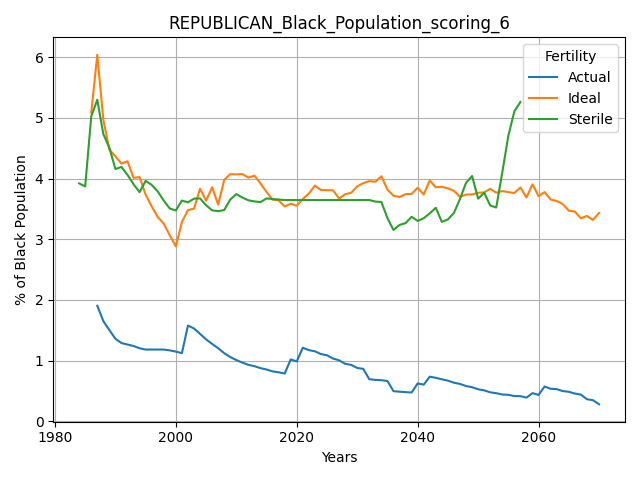 REPUBLICAN_Black_Population_scoring_6
Fertility
Actual
Ideal
Sterile
% of Black Population
6
5
4
3
2
1
0
1980
2000
2020
2040
2060
Years